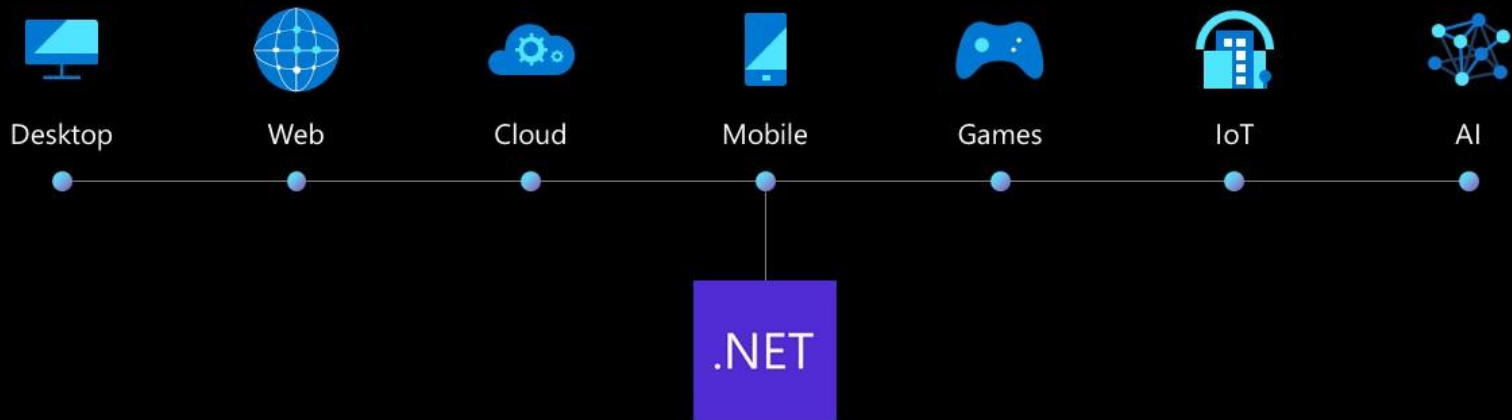 Desktop
Web
Cloud
Mobile
Games
IoT
AI
.NET